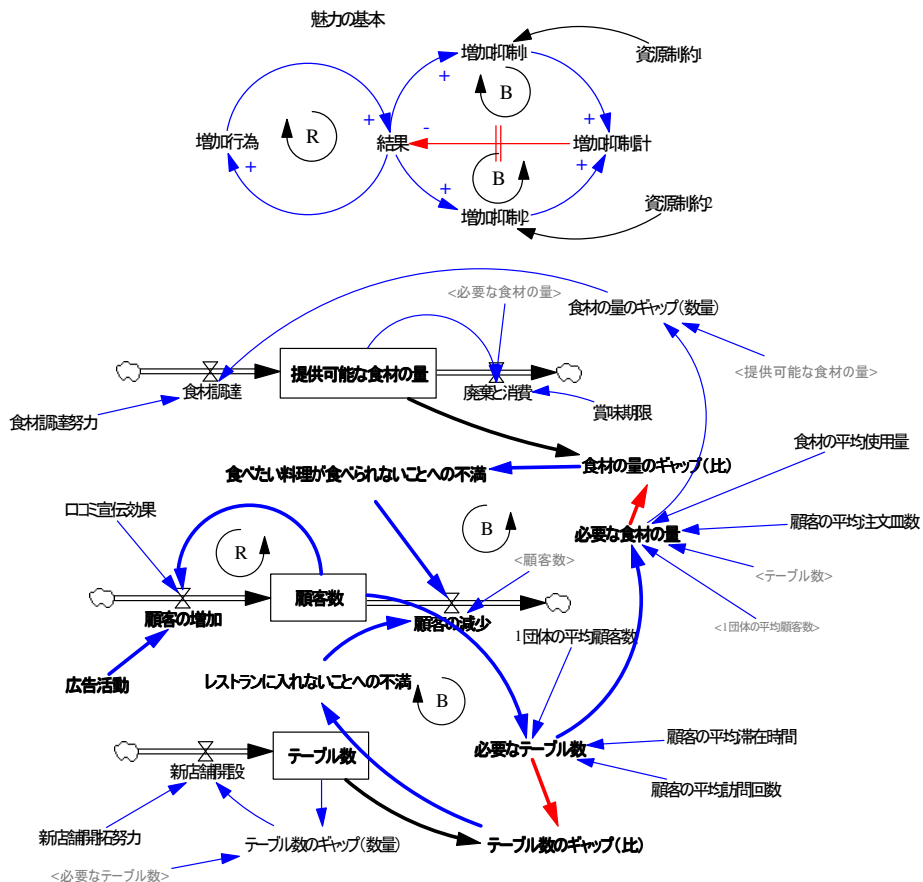 魅力の基本
増加抑制1
資源制約1
+
+
B
+
-
+
増加行為
R
結果
増加抑制計
+
B
+
+
増加抑制2
資源制約2
<必要な食材の量>
食材の量のギャップ(数量)
提供可能な食材の量
<提供可能な食材の量>
食材調達
廃棄と消費
賞味期限
食材調達努力
食材の平均使用量
食べたい料理が食べられないことへの不満
食材の量のギャップ(比)
口コミ宣伝効果
顧客の平均注文皿数
必要な食材の量
R
B
<顧客数>
<テーブル数>
顧客数
顧客の増加
顧客の減少
<1団体の平均顧客数>
1団体の平均顧客数
広告活動
レストランに入れないことへの不満
B
顧客の平均滞在時間
必要なテーブル数
テーブル数
新店舗開設
顧客の平均訪問回数
新店舗開拓努力
テーブル数のギャップ(数量)
テーブル数のギャップ(比)
<必要なテーブル数>